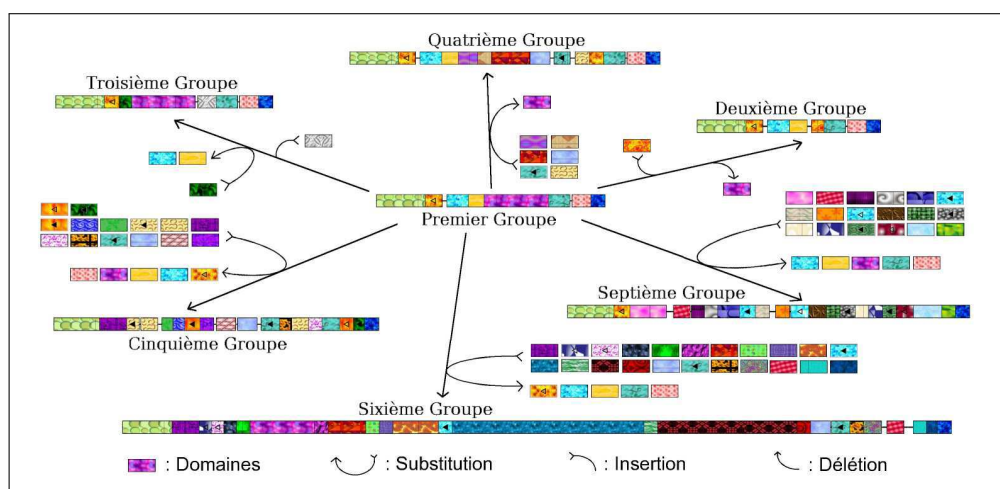 Quatrième Groupe
Troisième Groupe
Deuxième Groupe
Premier Groupe
Septième Groupe
Cinquième Groupe
Sixième Groupe
: Domaines
: Substitution
: Insertion
: Délétion